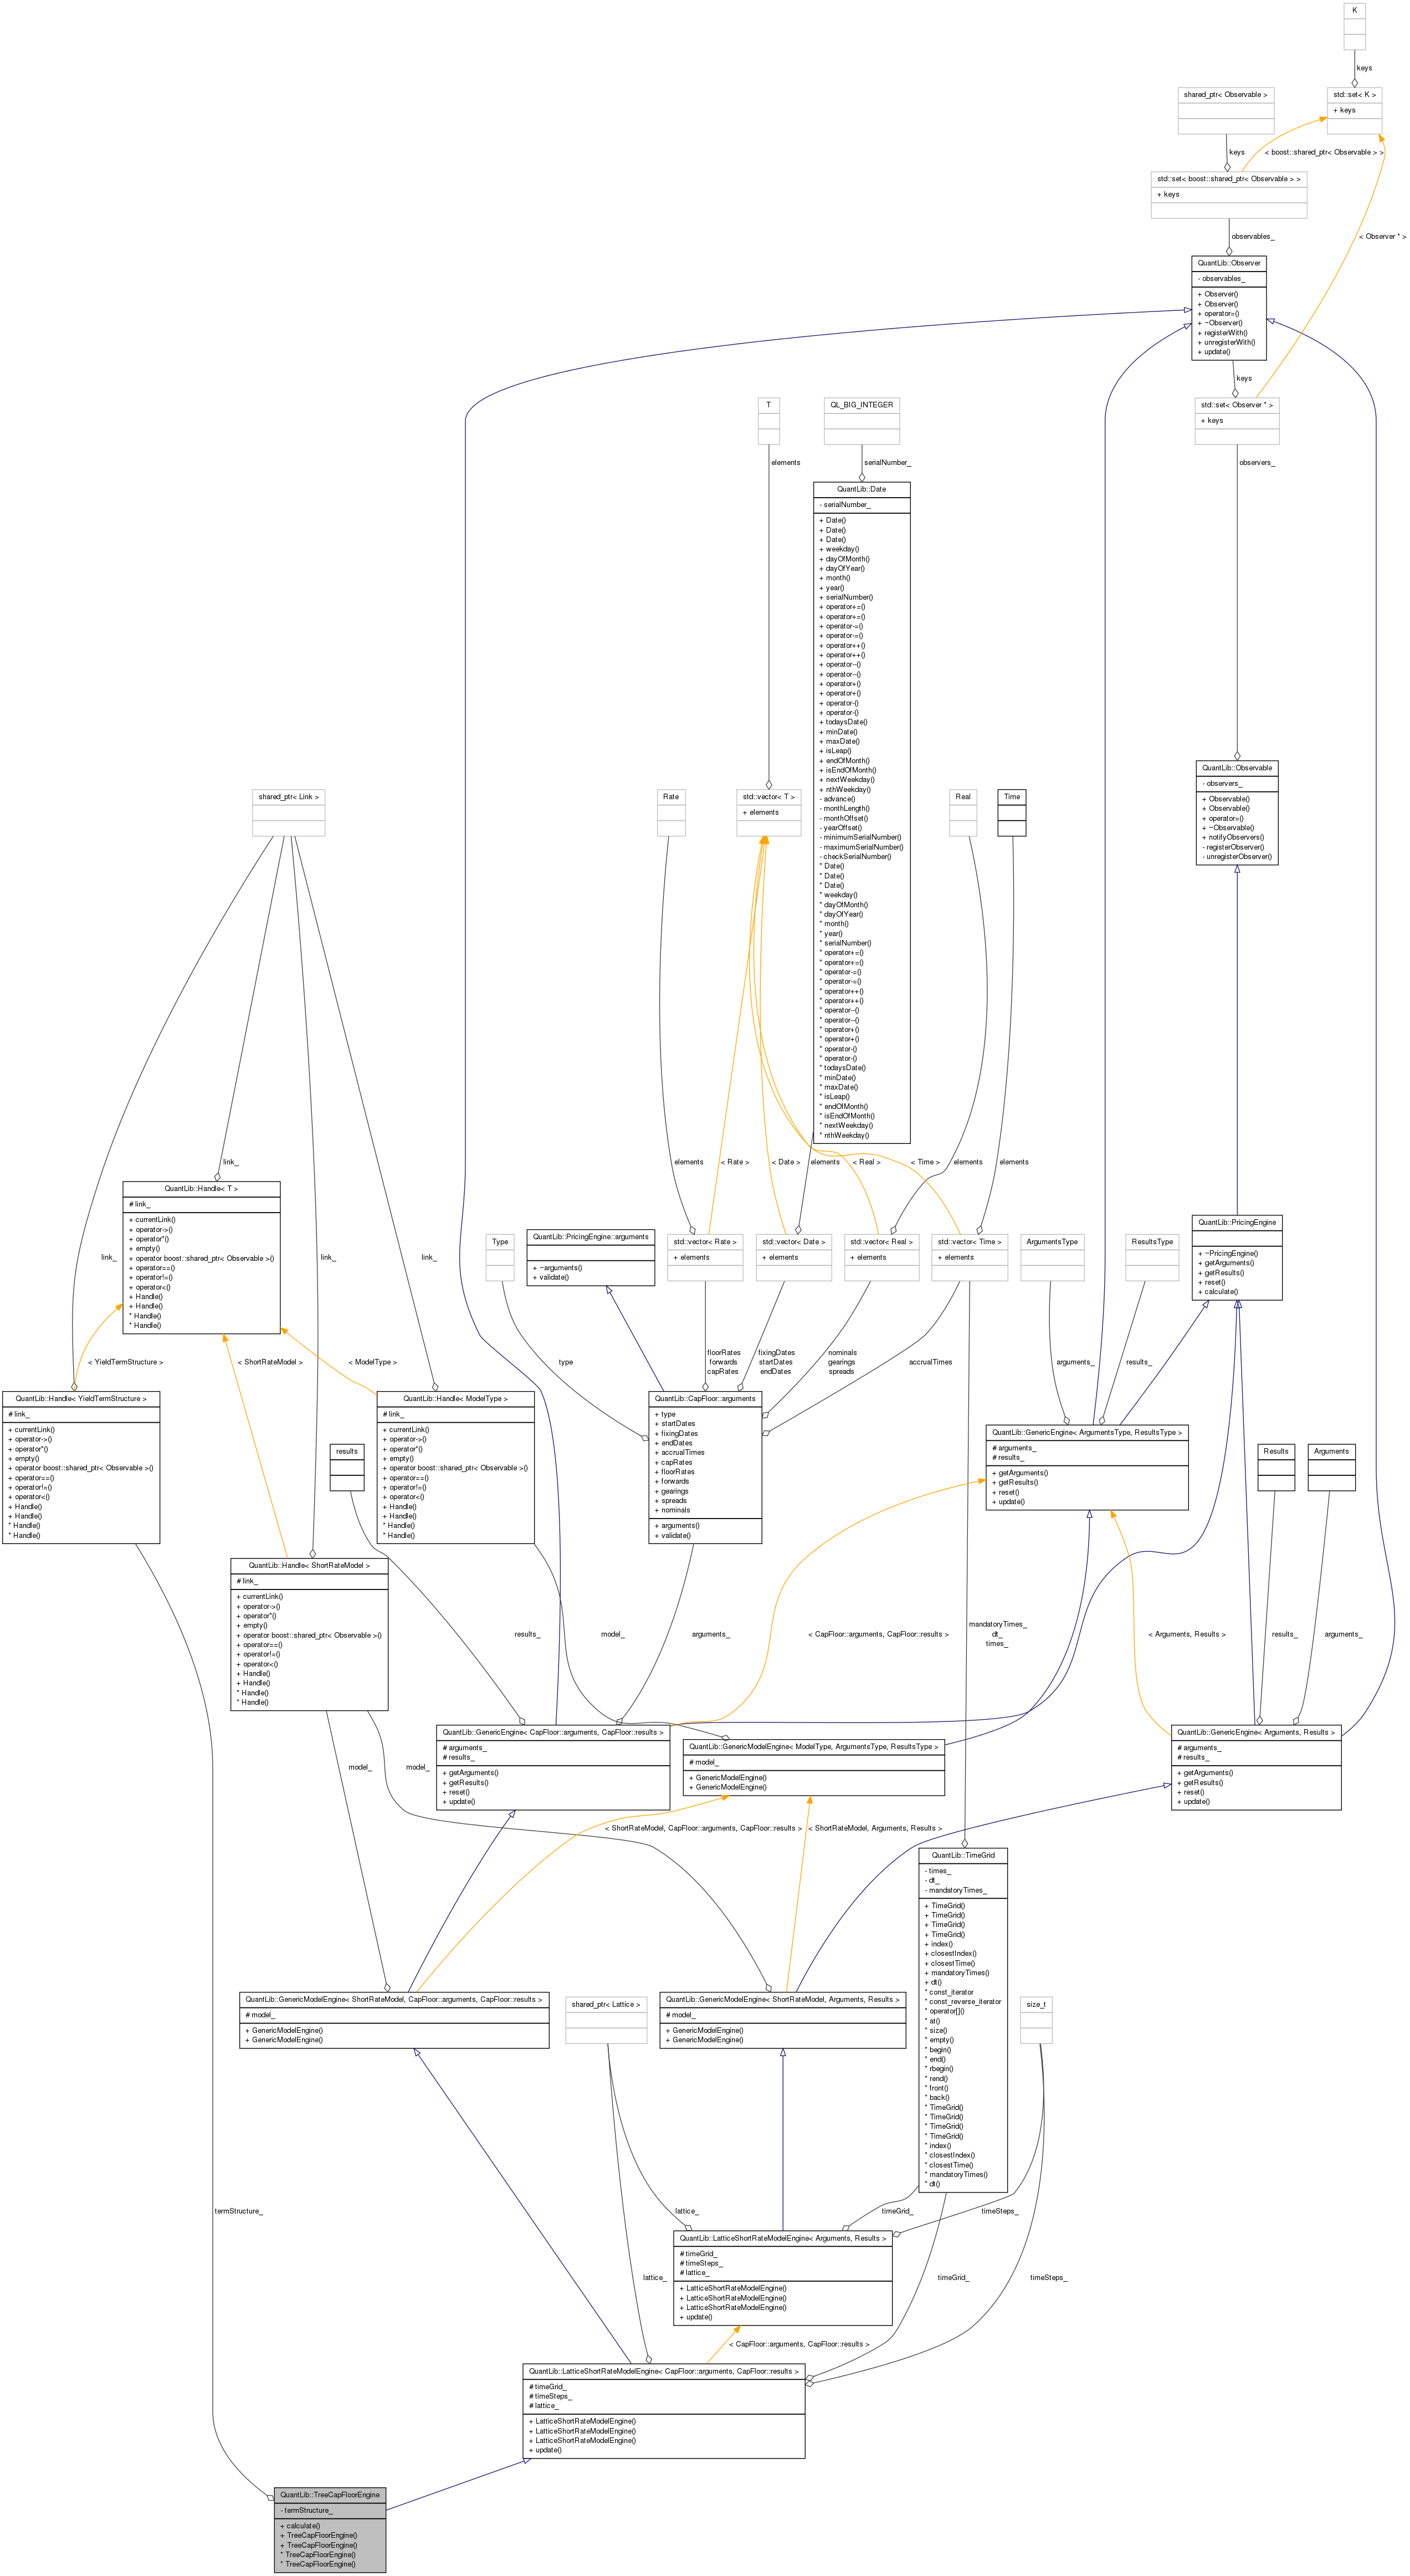 K
keys
shared_ptr< Observable >
std::set< K >
+ keys
keys
< boost::shared_ptr< Observable > >
std::set< boost::shared_ptr< Observable > >
+ keys
observables_
< Observer * >
QuantLib::Observer
- observables_
+ Observer()
+ Observer()
+ operator=()
+ ~Observer()
+ registerWith()
+ unregisterWith()
+ update()
keys
std::set< Observer * >
+ keys
observers_
T
elements
QL_BIG_INTEGER
serialNumber_
QuantLib::Date
- serialNumber_
+ Date()
+ Date()
+ Date()
+ weekday()
+ dayOfMonth()
+ dayOfYear()
+ month()
+ year()
+ serialNumber()
+ operator+=()
+ operator+=()
+ operator-=()
+ operator-=()
+ operator++()
+ operator++()
+ operator--()
+ operator--()
+ operator+()
+ operator+()
+ operator-()
+ operator-()
+ todaysDate()
+ minDate()
+ maxDate()
+ isLeap()
+ endOfMonth()
+ isEndOfMonth()
+ nextWeekday()
+ nthWeekday()
- advance()
- monthLength()
- monthOffset()
- yearOffset()
- minimumSerialNumber()
- maximumSerialNumber()
- checkSerialNumber()
* Date()
* Date()
* Date()
* weekday()
* dayOfMonth()
* dayOfYear()
* month()
* year()
* serialNumber()
* operator+=()
* operator+=()
* operator-=()
* operator-=()
* operator++()
* operator++()
* operator--()
* operator--()
* operator+()
* operator+()
* operator-()
* operator-()
* todaysDate()
* minDate()
* maxDate()
* isLeap()
* endOfMonth()
* isEndOfMonth()
* nextWeekday()
* nthWeekday()
QuantLib::Observable
- observers_
+ Observable()
+ Observable()
+ operator=()
+ ~Observable()
+ notifyObservers()
- registerObserver()
- unregisterObserver()
shared_ptr< Link >
Rate
std::vector< T >
+ elements
Real
Time
link_
elements
< Rate >
< Date >
elements
< Real >
elements
< Time >
elements
QuantLib::Handle< T >
# link_
+ currentLink()
+ operator->()
+ operator*()
+ empty()
+ operator boost::shared_ptr< Observable >()
+ operator==()
+ operator!=()
+ operator<()
+ Handle()
+ Handle()
* Handle()
* Handle()
link_
link_
link_
Type
QuantLib::PricingEngine::arguments
+ ~arguments()
+ validate()
std::vector< Rate >
+ elements
std::vector< Date >
+ elements
std::vector< Real >
+ elements
std::vector< Time >
+ elements
ArgumentsType
ResultsType
QuantLib::PricingEngine
+ ~PricingEngine()
+ getArguments()
+ getResults()
+ reset()
+ calculate()
< YieldTermStructure >
< ShortRateModel >
< ModelType >
type
floorRates
forwards
capRates
fixingDates
startDates
endDates
nominals
gearings
spreads
accrualTimes
arguments_
results_
QuantLib::Handle< YieldTermStructure >
# link_
+ currentLink()
+ operator->()
+ operator*()
+ empty()
+ operator boost::shared_ptr< Observable >()
+ operator==()
+ operator!=()
+ operator<()
+ Handle()
+ Handle()
* Handle()
* Handle()
results
QuantLib::Handle< ModelType >
# link_
+ currentLink()
+ operator->()
+ operator*()
+ empty()
+ operator boost::shared_ptr< Observable >()
+ operator==()
+ operator!=()
+ operator<()
+ Handle()
+ Handle()
* Handle()
* Handle()
QuantLib::CapFloor::arguments
+ type
+ startDates
+ fixingDates
+ endDates
+ accrualTimes
+ capRates
+ floorRates
+ forwards
+ gearings
+ spreads
+ nominals
+ arguments()
+ validate()
QuantLib::GenericEngine< ArgumentsType, ResultsType >
# arguments_
# results_
+ getArguments()
+ getResults()
+ reset()
+ update()
Results
Arguments
QuantLib::Handle< ShortRateModel >
# link_
+ currentLink()
+ operator->()
+ operator*()
+ empty()
+ operator boost::shared_ptr< Observable >()
+ operator==()
+ operator!=()
+ operator<()
+ Handle()
+ Handle()
* Handle()
* Handle()
results_
model_
arguments_
< CapFloor::arguments, CapFloor::results >
mandatoryTimes_
dt_
times_
< Arguments, Results >
results_
arguments_
model_
model_
QuantLib::GenericEngine< CapFloor::arguments, CapFloor::results >
# arguments_
# results_
+ getArguments()
+ getResults()
+ reset()
+ update()
QuantLib::GenericModelEngine< ModelType, ArgumentsType, ResultsType >
# model_
+ GenericModelEngine()
+ GenericModelEngine()
QuantLib::GenericEngine< Arguments, Results >
# arguments_
# results_
+ getArguments()
+ getResults()
+ reset()
+ update()
< ShortRateModel, CapFloor::arguments, CapFloor::results >
< ShortRateModel, Arguments, Results >
QuantLib::TimeGrid
- times_
- dt_
- mandatoryTimes_
+ TimeGrid()
+ TimeGrid()
+ TimeGrid()
+ TimeGrid()
+ index()
+ closestIndex()
+ closestTime()
+ mandatoryTimes()
+ dt()
* const_iterator
* const_reverse_iterator
* operator[]()
* at()
* size()
* empty()
* begin()
* end()
* rbegin()
* rend()
* front()
* back()
* TimeGrid()
* TimeGrid()
* TimeGrid()
* TimeGrid()
* index()
* closestIndex()
* closestTime()
* mandatoryTimes()
* dt()
QuantLib::GenericModelEngine< ShortRateModel, CapFloor::arguments, CapFloor::results >
# model_
+ GenericModelEngine()
+ GenericModelEngine()
shared_ptr< Lattice >
QuantLib::GenericModelEngine< ShortRateModel, Arguments, Results >
# model_
+ GenericModelEngine()
+ GenericModelEngine()
size_t
termStructure_
lattice_
timeGrid_
timeSteps_
QuantLib::LatticeShortRateModelEngine< Arguments, Results >
# timeGrid_
# timeSteps_
# lattice_
+ LatticeShortRateModelEngine()
+ LatticeShortRateModelEngine()
+ LatticeShortRateModelEngine()
+ update()
lattice_
timeGrid_
timeSteps_
< CapFloor::arguments, CapFloor::results >
QuantLib::LatticeShortRateModelEngine< CapFloor::arguments, CapFloor::results >
# timeGrid_
# timeSteps_
# lattice_
+ LatticeShortRateModelEngine()
+ LatticeShortRateModelEngine()
+ LatticeShortRateModelEngine()
+ update()
QuantLib::TreeCapFloorEngine
- termStructure_
+ calculate()
+ TreeCapFloorEngine()
+ TreeCapFloorEngine()
* TreeCapFloorEngine()
* TreeCapFloorEngine()